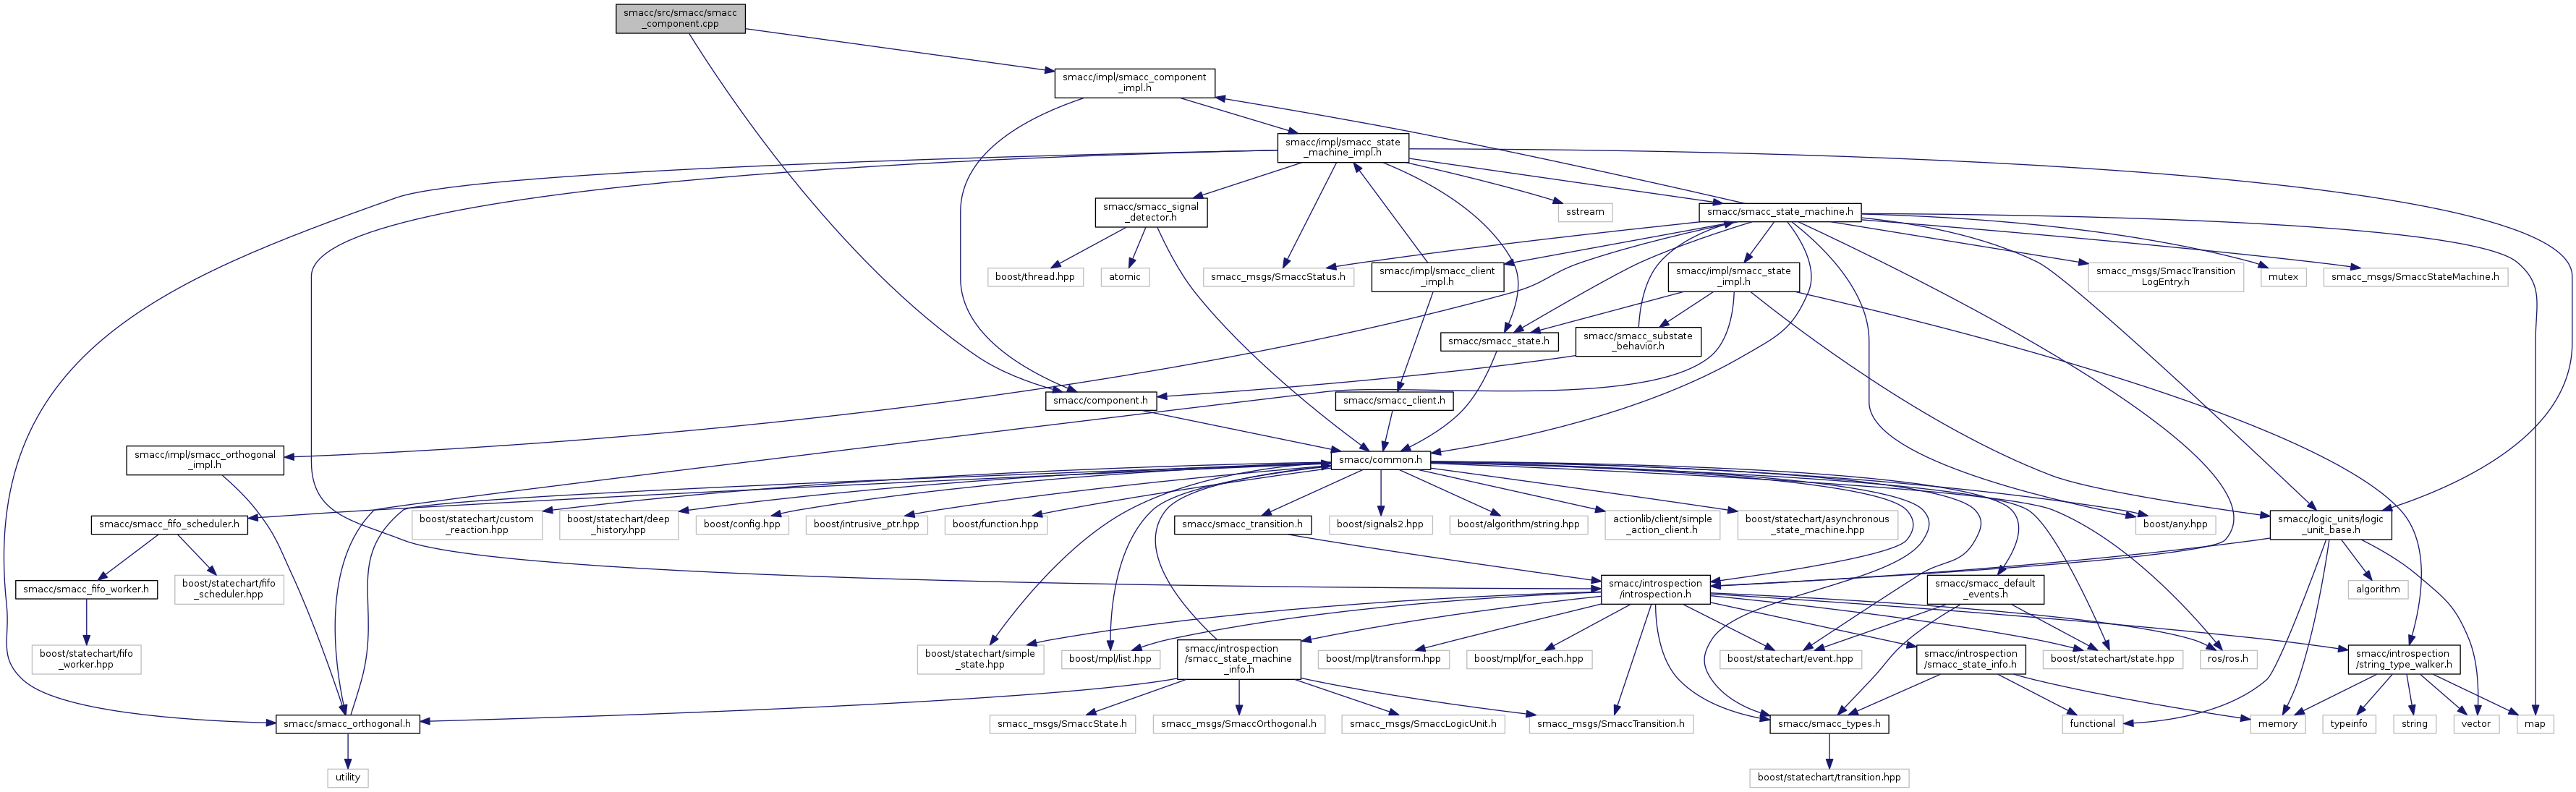 smacc/src/smacc/smacc
_component.cpp
smacc/impl/smacc_component
_impl.h
smacc/impl/smacc_state
_machine_impl.h
smacc/smacc_signal
_detector.h
sstream
smacc/smacc_state_machine.h
boost/thread.hpp
atomic
smacc_msgs/SmaccStatus.h
smacc/impl/smacc_client
_impl.h
smacc/impl/smacc_state
_impl.h
smacc_msgs/SmaccTransition
LogEntry.h
mutex
smacc_msgs/SmaccStateMachine.h
smacc/smacc_state.h
smacc/smacc_substate
_behavior.h
smacc/component.h
smacc/smacc_client.h
smacc/impl/smacc_orthogonal
_impl.h
smacc/common.h
smacc/smacc_fifo_scheduler.h
boost/statechart/custom
_reaction.hpp
boost/statechart/deep
_history.hpp
boost/config.hpp
boost/intrusive_ptr.hpp
boost/function.hpp
smacc/smacc_transition.h
boost/signals2.hpp
boost/algorithm/string.hpp
actionlib/client/simple
_action_client.h
boost/statechart/asynchronous
_state_machine.hpp
boost/any.hpp
smacc/logic_units/logic
_unit_base.h
smacc/smacc_fifo_worker.h
boost/statechart/fifo
_scheduler.hpp
smacc/introspection
/introspection.h
smacc/smacc_default
_events.h
algorithm
boost/statechart/fifo
_worker.hpp
boost/statechart/simple
_state.hpp
boost/mpl/list.hpp
smacc/introspection
/smacc_state_machine
_info.h
boost/mpl/transform.hpp
boost/mpl/for_each.hpp
boost/statechart/event.hpp
smacc/introspection
/smacc_state_info.h
boost/statechart/state.hpp
ros/ros.h
smacc/introspection
/string_type_walker.h
smacc/smacc_orthogonal.h
smacc_msgs/SmaccState.h
smacc_msgs/SmaccOrthogonal.h
smacc_msgs/SmaccLogicUnit.h
smacc_msgs/SmaccTransition.h
smacc/smacc_types.h
functional
memory
typeinfo
string
vector
map
utility
boost/statechart/transition.hpp